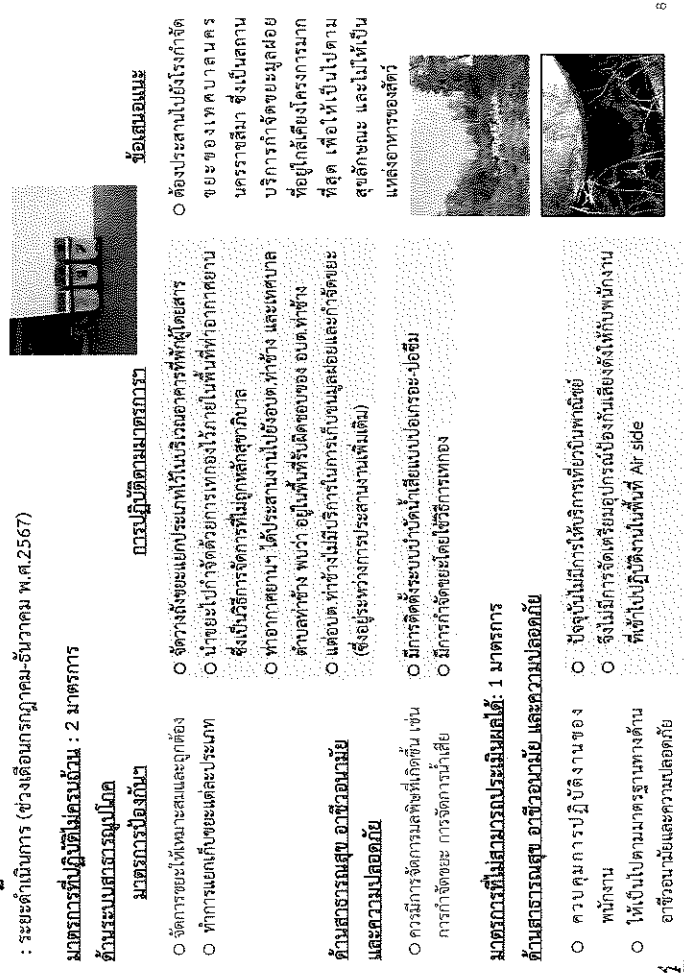 : ระยะดำเนินการ (ช่วงเดือนกรกฎาคม-ธันวาคม พ.ศ.2567)
มาตรการที่ปฏิบัติไม่ครบถ้วน : 2 มาตรการ
ด้านระบบสาธารณูปโภค
มาตรการป้องกันฯ
○ จัดการขยะให้เหมาะสมและถูกต้อง
○ ทำการแยกเก็บขยะแต่ละประเภท
การปฏิบัติตามมาตรการฯ
○ จัดวางถังขยะแยกประเภทไว้ในบริเวณอาคารที่พักผู้โดยสาร
○ นำขยะไปกำจัดด้วยการเทกองไว้ภายในพื้นที่ท่าอากาศยาน
ซึ่งเป็นวิธีการจัดการที่ไม่ถูกหลักสุขาภิบาล
○ ท่าอากาศยานฯ ได้ประสานงานไปยังอบต.ท่าช้าง และเทศบาล
ตำบลท่าช้าง พบว่า อยู่ในพื้นที่รับผิดชอบของ อบต.ท่าช้าง
○ แต่อบต.ท่าช้างไม่มีบริการในการเก็บขนมูลฝอยและกำจัดขยะ
(ซึ่งอยู่ระหว่างการประสานงานเพิ่มเติม)
ข้อเสนอแนะ
○ ต้องประสานไปยังโรงกำจัด
ขยะของเทศบาลนคร
นครราชสีมา ซึ่งเป็นสถาน
บริการกำจัดขยะมูลฝอย
ที่อยู่ใกล้เคียงโครงการมาก
ที่สุด เพื่อให้เป็นไปตาม
สุขลักษณะ และไม่ให้เป็น
แหล่งอาหารของสัตว์
ด้านสาธารณสุข อาชีวอนามัย
และความปลอดภัย
○ ควรมีการจัดการมลพิษที่เกิดขึ้น เช่น
การกำจัดขยะ การจัดการน้ำเสีย
○ มีการติดตั้งระบบบำบัดน้ำเสียแบบบ่อเกรอะ-บ่อซึม
○ มีการกำจัดขยะโดยใช้วิธีการเทกอง
มาตรการที่ไม่สามารถประเมินผลได้: 1 มาตรการ
ด้านสาธารณสุข อาชีวอนามัย และความปลอดภัย
○ ควบคุมการปฏิบัติงานของ
พนักงาน
○ ให้เป็นไปตามมาตรฐานทางด้าน
อาชีวอนามัยและความปลอดภัย
○ ปัจจุบันไม่มีการให้บริการเที่ยวบินพาณิชย์
○ จึงไม่มีการจัดเตรียมอุปกรณ์ป้องกันเสียงดังให้กับพนักงาน
ที่เข้าไปปฏิบัติงานในพื้นที่ Air side
8